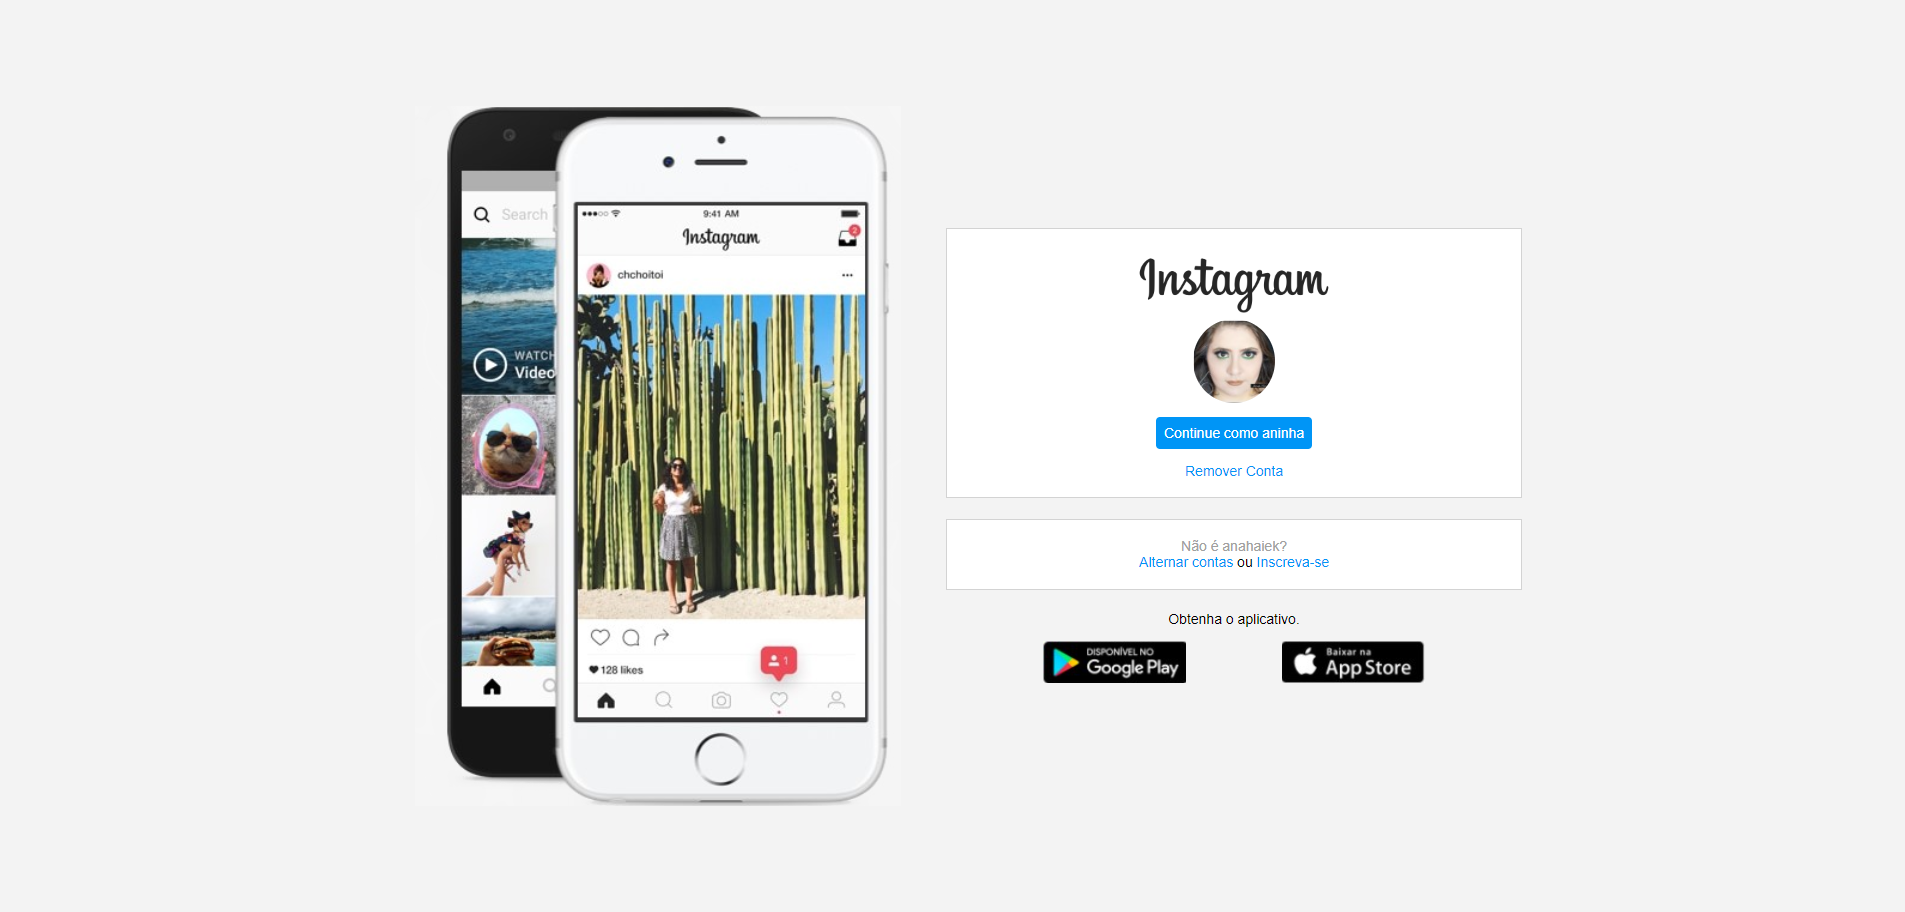 Search
WATCH
Video
9:41 AM
Instagram
2
chchoitoi
128 likes
1
Instagram
Continue como aninha
Remover Conta
Não é anahaiek?
Alternar contas ou Inscreva-se
Obtenha o aplicativo.
DISPONÍVEL NO
Google Play
Baixar na
App Store